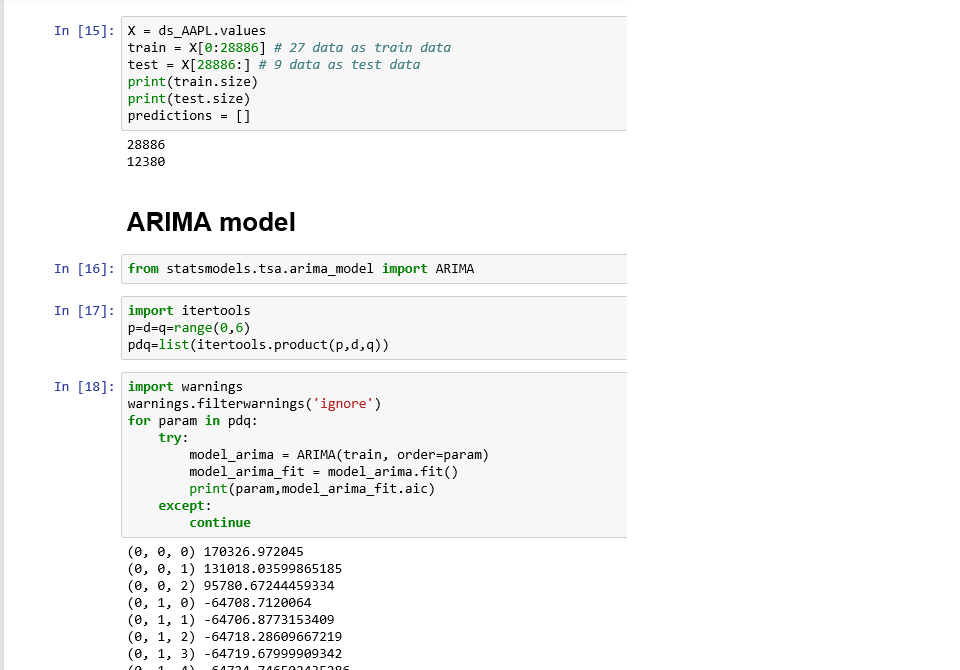 In [15]: X = ds_AAPL.values
train = X[0:28886] # 27 data as train data
test = X[28886:] # 9 data as test data
print(train.size)
print(test.size)
predictions = []
28886
12380
ARIMA model
In [16]: from statsmodels.tsa.arima_model import ARIMA
In [17]: import itertools
p=d=q=range(0,6)
pdq=list(itertools.product(p,d,q))
In [18]: import warnings
warnings.filterwarnings('ignore')
for param in pdq:
    try:
        model_arima = ARIMA(train, order=param)
        model_arima_fit = model_arima.fit()
        print(param,model_arima_fit.aic)
    except:
        continue
(0, 0, 0) 170326.972045
(0, 0, 1) 131018.03599865185
(0, 0, 2) 95780.67244459334
(0, 1, 0) -64708.7120064
(0, 1, 1) -64706.8773153409
(0, 1, 2) -64718.28609667219
(0, 1, 3) -64719.67999909342
(0, 1, 4)